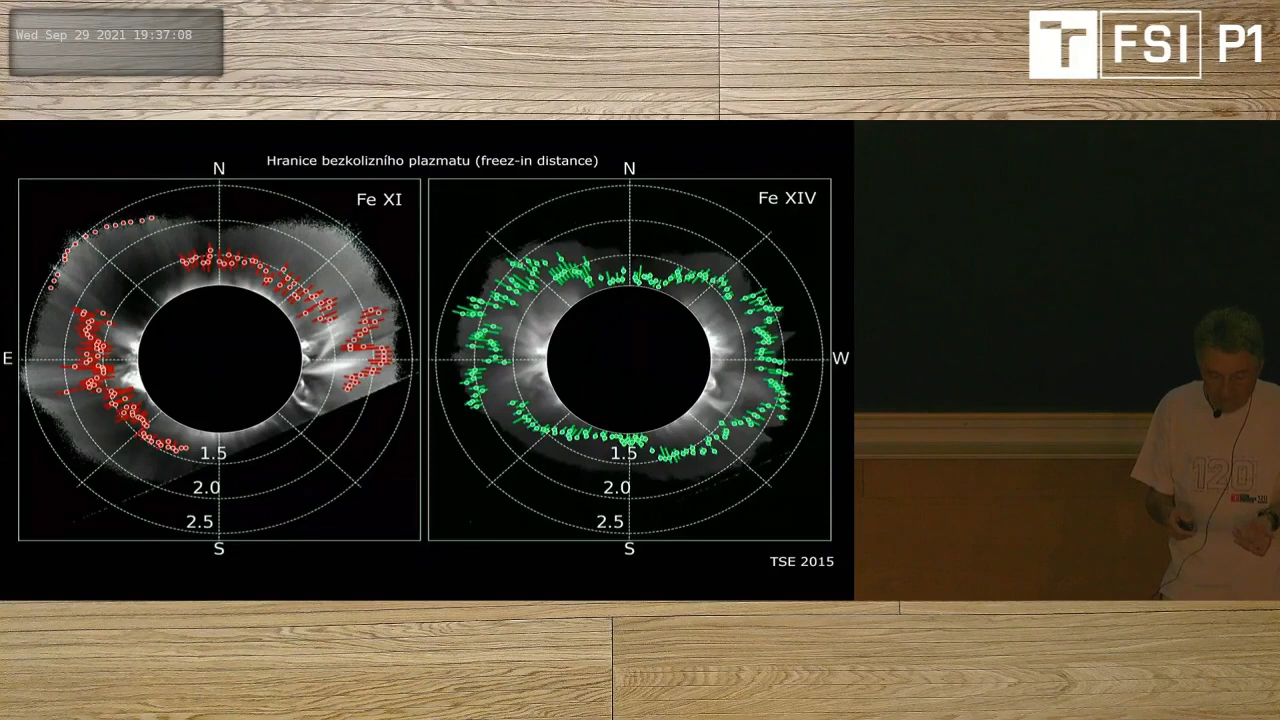 Wed Sep 29 2021 19:37:08
T FSI P1
Hranice bezkolizního plazmatu (freez-in distance)
N
N
Fe XI
Fe XIV
E
W
1.5
1.5
2.0
2.0
2.5
2.5
S
S
TSE 2015
120